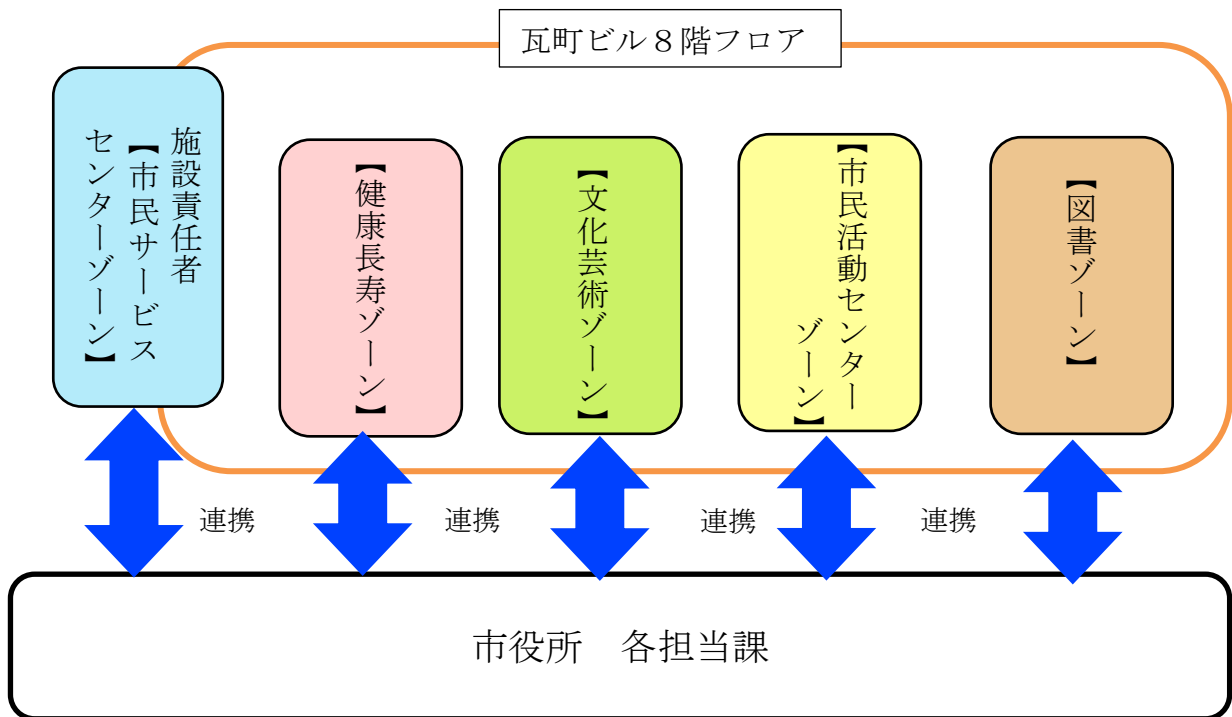 瓦町ビル８階フロア
施設責任者
【市民サービス
センターゾーン】
【健康長寿ゾーン】
【文化芸術ゾーン】
【市民活動センター
ゾーン】
【図書ゾーン】
連携
連携
連携
連携
市役所　各担当課